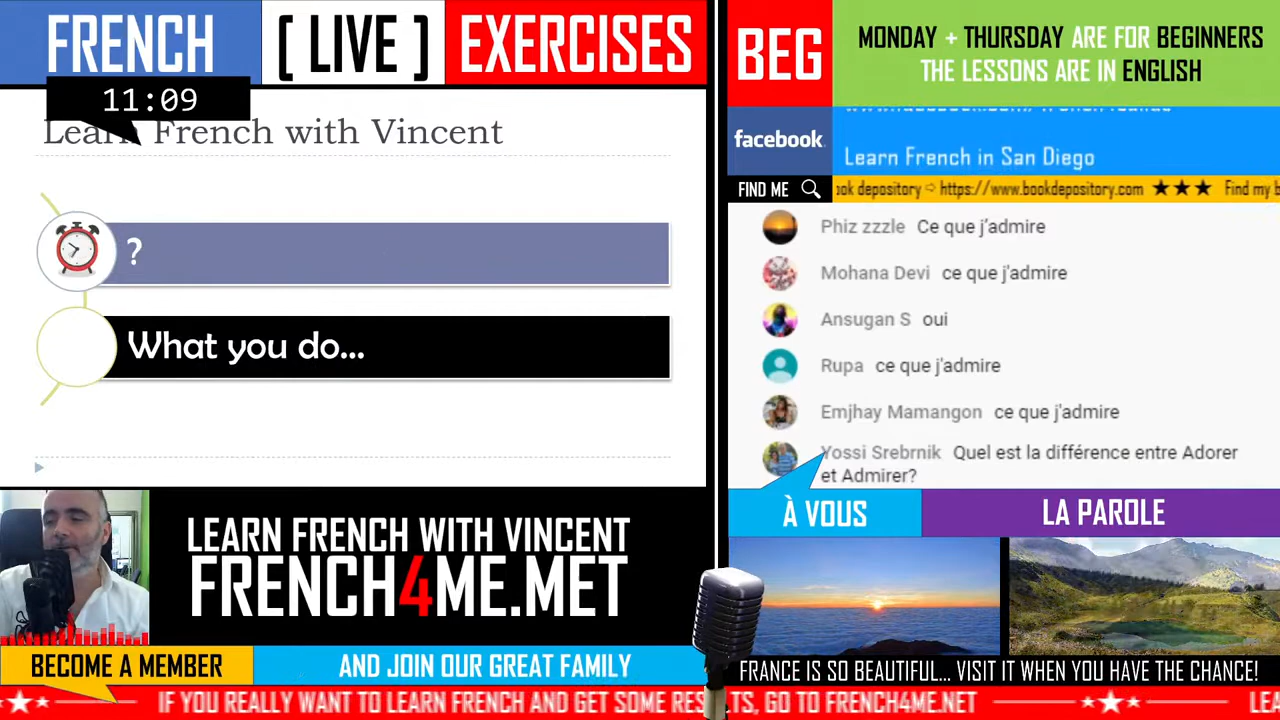 FRENCH [ LIVE ] EXERCISES
11:09
Learn French with Vincent
?
What you do...
LEARN FRENCH WITH VINCENT
FRENCH4ME.MET
BECOME A MEMBER
AND JOIN OUR GREAT FAMILY
BEG
MONDAY + THURSDAY ARE FOR BEGINNERS
THE LESSONS ARE IN ENGLISH
facebook.
Learn French in San Diego
FIND ME
ok depository ⇨ https://www.bookdepository.com ★★★ Find my b
Phiz zzzle Ce que j'admire
Mohana Devi ce que j'admire
Ansugan S oui
Rupa ce que j'admire
Emjhay Mamangon ce que j'admire
Yossi Srebrnik Quel est la différence entre Adorer
et Admirer?
À VOUS
LA PAROLE
FRANCE IS SO BEAUTIFUL... VISIT IT WHEN YOU HAVE THE CHANCE!
IF YOU REALLY WANT TO LEARN FRENCH AND GET SOME RES TS, GO TO FRENCH4ME.NET
LEA